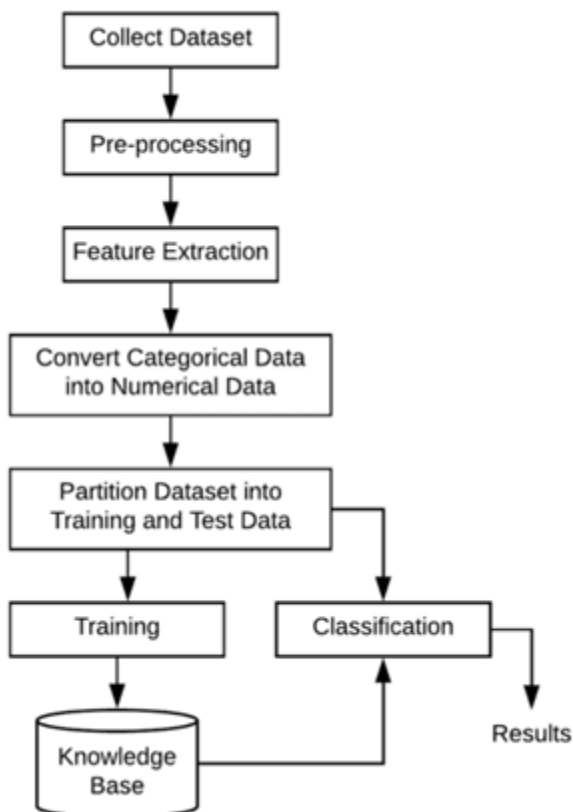 Collect Dataset
Pre-processing
Feature Extraction
Convert Categorical Data
into Numerical Data
Partition Dataset into
Training and Test Data
Training
Classification
Results
Knowledge
Base